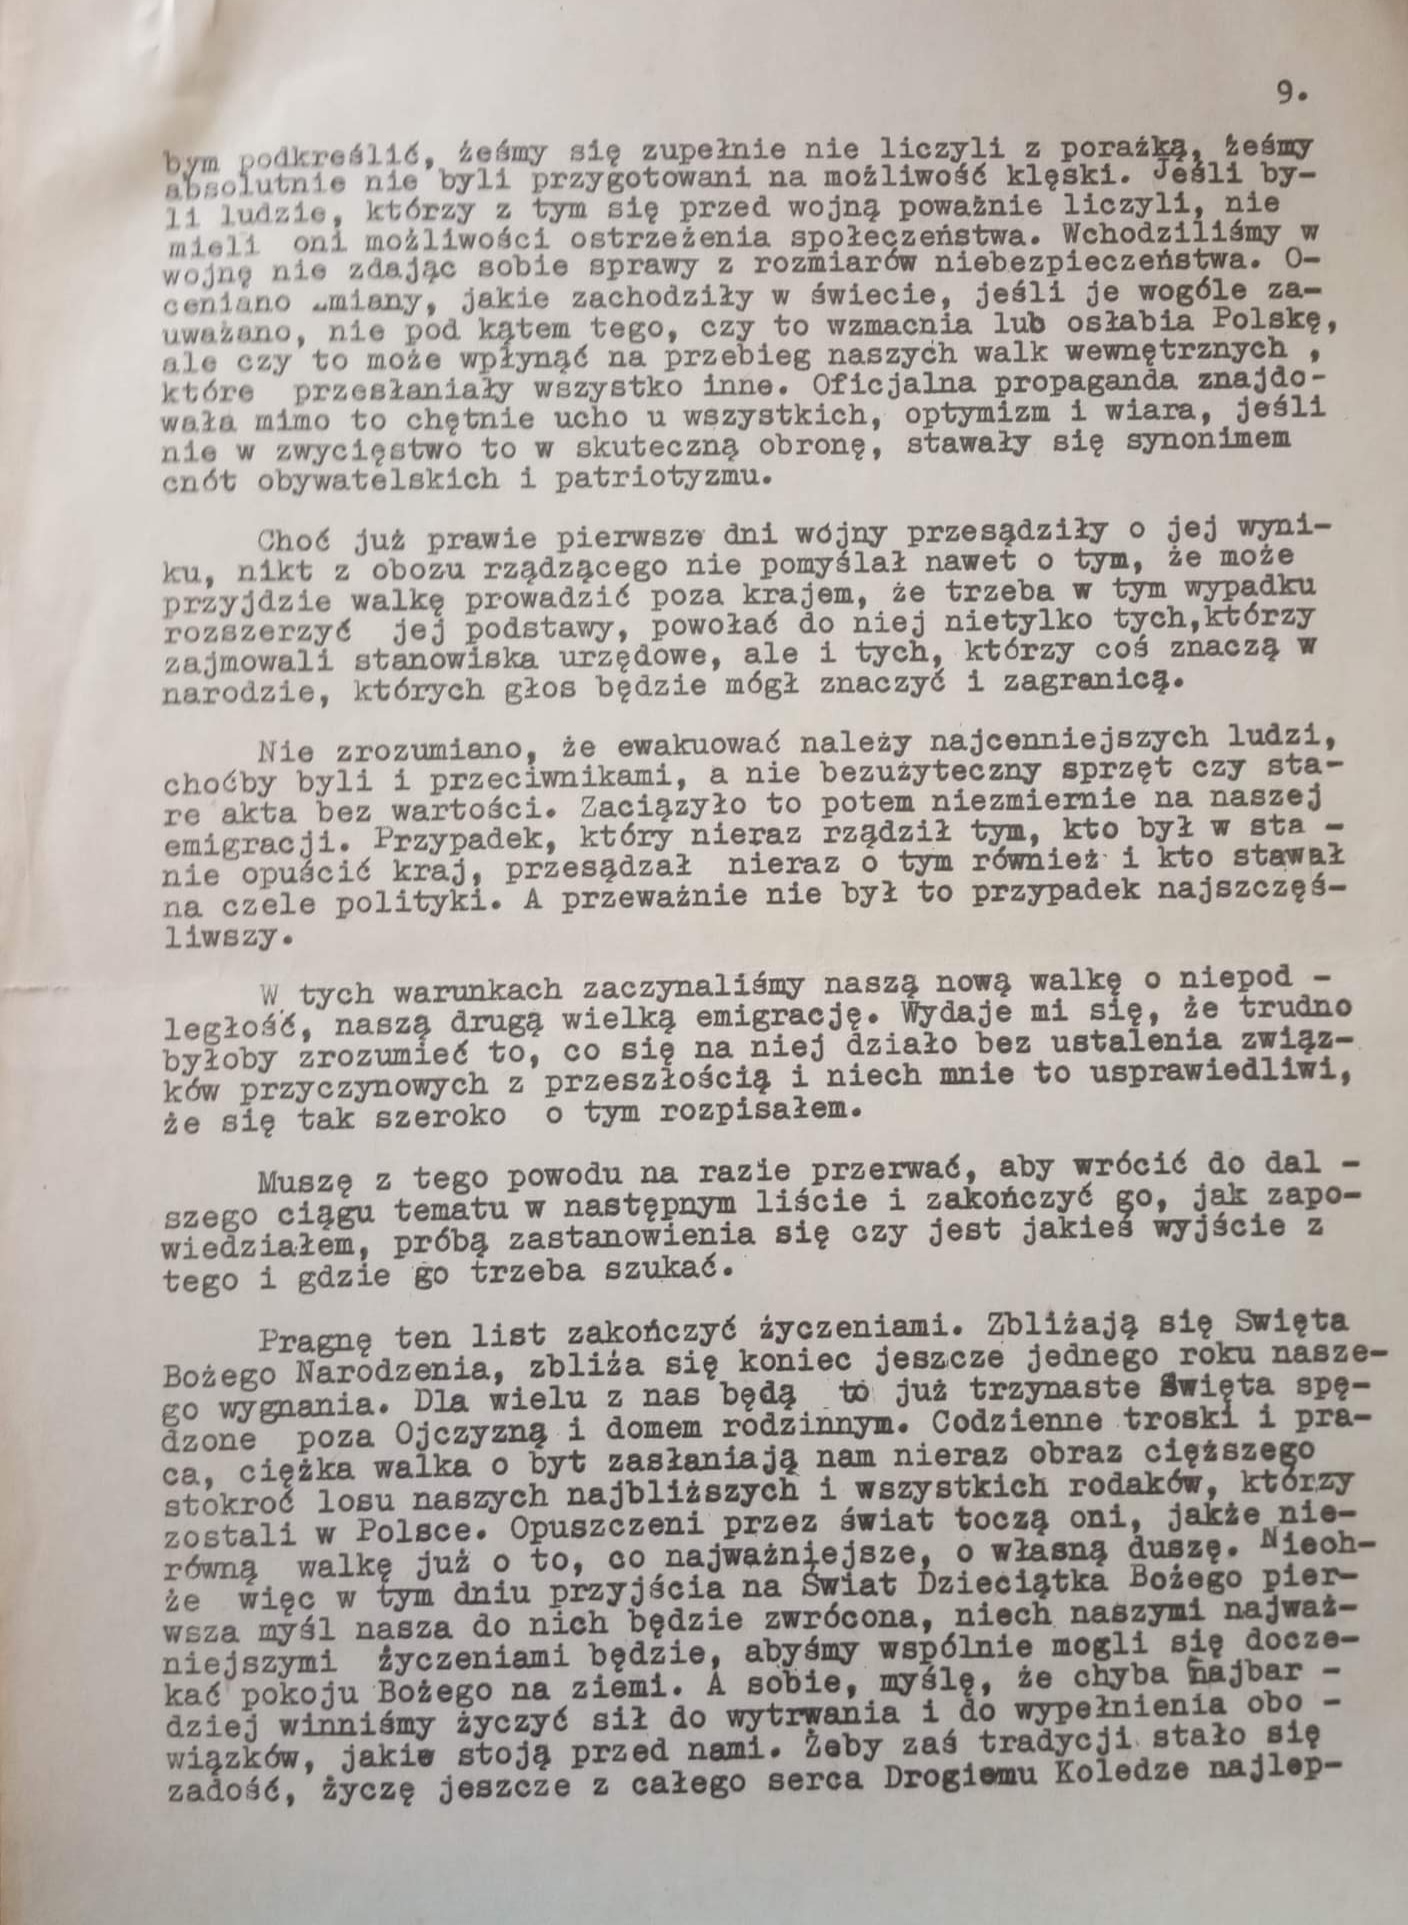 9.
bym podkreślić, żeśmy się zupełnie nie liczyli z porażką, żeśmy
absolutnie nie byli przygotowani na możliwość klęski. Jeśli by-
li ludzie, którzy z tym się przed wojną poważnie liczyli, nie
mieli oni możliwości ostrzeżenia społeczeństwa. Wchodziliśmy w
wojnę nie zdając sobie sprawy z rozmiarów niebezpieczeństwa. O-
ceniano zmiany, jakie zachodziły w świecie, jeśli je wogóle za-
uważano, nie pod kątem tego, czy to wzmacnia lub osłabia Polskę,
ale czy to może wpłynąć na przebieg naszych walk wewnętrznych ,
które przesłaniały wszystko inne. Oficjalna propaganda znajdo-
wała mimo to chętnie ucho u wszystkich, optymizm i wiara, jeśli
nie w zwycięstwo to w skuteczną obronę, stawały się synonimem
cnót obywatelskich i patriotyzmu.
Choć już prawie pierwsze dni wojny przesądziły o jej wyni-
ku, nikt z obozu rządzącego nie pomyślał nawet o tym, że może
przyjdzie walkę prowadzić poza krajem, że trzeba w tym wypadku
rozszerzyć jej podstawy, powołać do niej nietylko tych,którzy
zajmowali stanowiska urzędowe, ale i tych, którzy coś znaczą w
narodzie, których głos będzie mógł znaczyć i zagranicą.
Nie zrozumiano, że ewakuować należy najcenniejszych ludzi,
choćby byli i przeciwnikami, a nie bezużyteczny sprzęt czy sta-
re akta bez wartości. Zaciązyło to potem niezmiernie na naszej
emigracji. Przypadek, który nieraz rządził tym, kto był w sta -
nie opuścić kraj, przesądzał nieraz o tym również i kto stawał
na czele polityki. A przeważnie nie był to przypadek najszczęś-
liwszy.
W tych warunkach zaczynaliśmy naszą nową walkę o niepod -
ległość, naszą drugą wielką emigrację. Wydaje mi się, że trudno
byłoby zrozumieć to, co się na niej działo bez ustalenia związ-
ków przyczynowych z przeszłością i niech mnie to usprawiedliwi,
że się tak szeroko o tym rozpisałem.
Muszę z tego powodu na razie przerwać, aby wrócić do dal -
szego ciągu tematu w następnym liście i zakończyć go, jak zapo-
wiedziałem, próbą zastanowienia się czy jest jakieś wyjście z
tego i gdzie go trzeba szukać.
Pragnę ten list zakończyć życzeniami. Zbliżają się Swięta
Bożego Narodzenia, zbliża się koniec jeszcze jednego roku nasze-
go wygnania. Dla wielu z nas będą to już trzynaste Święta spę-
dzone poza Ojczyzną i domem rodzinnym. Codzienne troski i pra-
ca, ciężka walka o byt zasłaniają nam nieraz obraz cięższego
stokroć losu naszych najbliższych i wszystkich rodaków, którzy
zostali w Polsce. Opuszczeni przez świat toczą oni, jakże nie-
równą walkę już o to, co najważniejsze, o własną duszę. Nieoh-
że więc w tym dniu przyjścia na Świat Dzieciątka Bożego pier-
wsza myśl nasza do nich będzie zwrócona, niech naszymi najważ-
niejszymi życzeniami będzie, abyśmy wspólnie mogli się docze-
kać pokoju Bożego na ziemi. A sobie, myślę, że chyba najbar -
dziej winniśmy życzyć sił do wytrwania i do wypełnienia obo -
wiązków, jakie stoją przed nami. Żeby zaś tradycji stało się
zadość, życzę jeszcze z całego serca Drogiemu Koledze najlep-